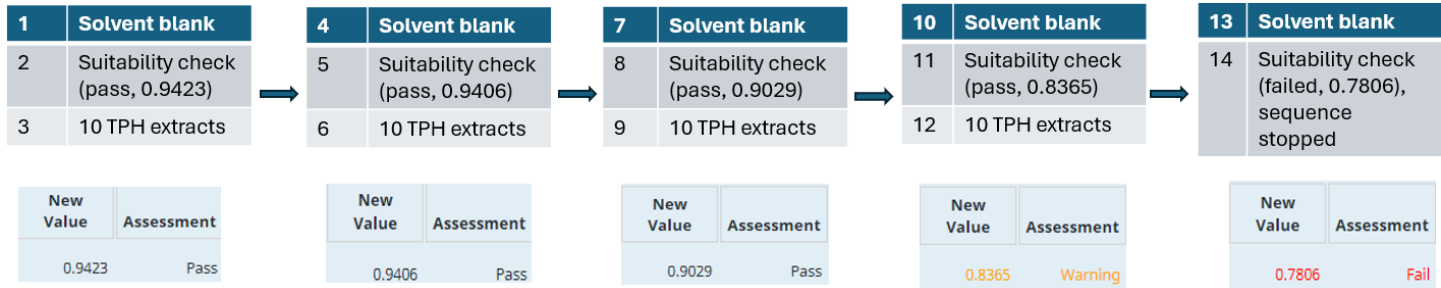 1 Solvent blank
2 Suitability check
(pass, 0.9423)
3 10 TPH extracts
4 Solvent blank
5 Suitability check
(pass, 0.9406)
6 10 TPH extracts
7 Solvent blank
8 Suitability check
(pass, 0.9029)
9 10 TPH extracts
10 Solvent blank
11 Suitability check
(pass, 0.8365)
12 10 TPH extracts
13 Solvent blank
14 Suitability check
(failed, 0.7806),
sequence
stopped
New
Value Assessment
0.9423 Pass
New
Value Assessment
0.9406 Pass
New
Value Assessment
0.9029 Pass
New
Value Assessment
0.8365 Warning
New
Value Assessment
0.7806 Fail